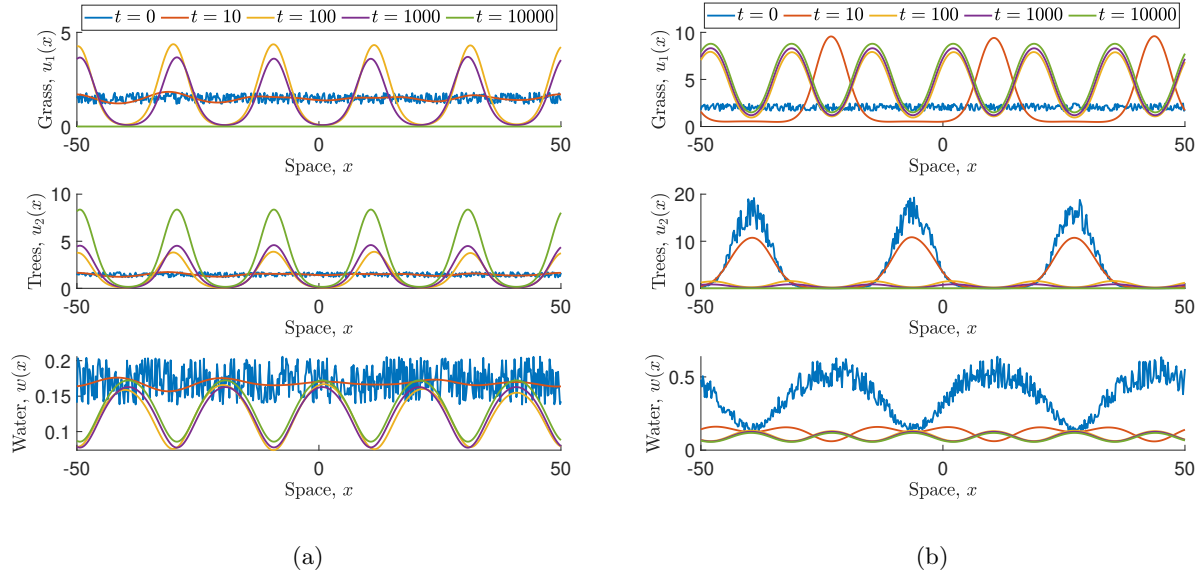 t = 0 t = 10 t = 100 t = 1000 t = 10000
5
0
Grass, u₁(x)
-50 0 50
Space, x
10
5
0
Trees, u₂(x)
-50 0 50
Space, x
0.2
0.15
0.1
Water, w(x)
-50 0 50
Space, x
(a)
t = 0 t = 10 t = 100 t = 1000 t = 10000
10
5
0
Grass, u₁(x)
-50 0 50
Space, x
20
10
0
Trees, u₂(x)
-50 0 50
Space, x
0.5
0
Water, w(x)
-50 0 50
Space, x
(b)